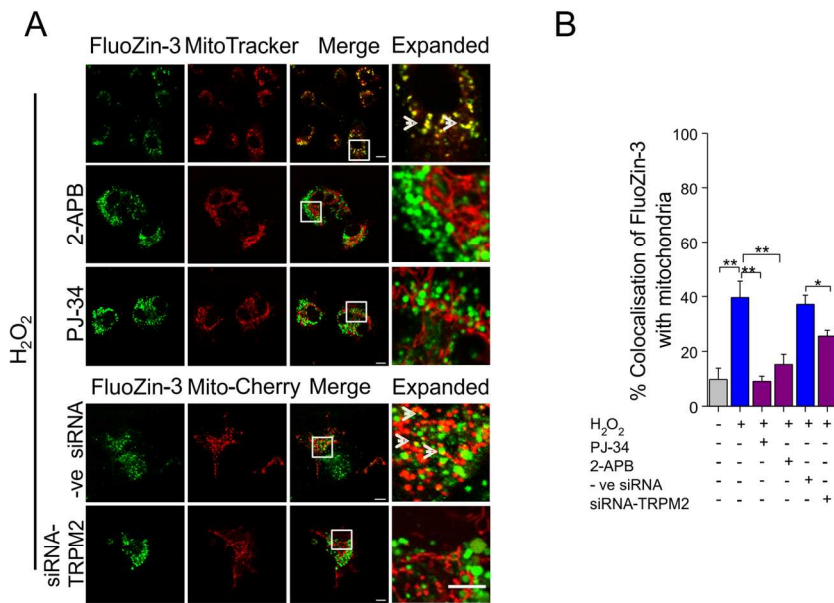 A
FluoZin-3 MitoTracker Merge Expanded
H2O2
2-APB
PJ-34
FluoZin-3 Mito-Cherry Merge Expanded
-ve siRNA
siRNA-
TRPM2
B
% Colocalisation of FluoZin-3
with mitochondria
100
80
60
40
20
0
** ** ** *
H2O2 - + + + + +
PJ-34 - - + - - -
2-APB - - - + - -
- ve siRNA - - - - + -
siRNA-TRPM2 - - - - - +